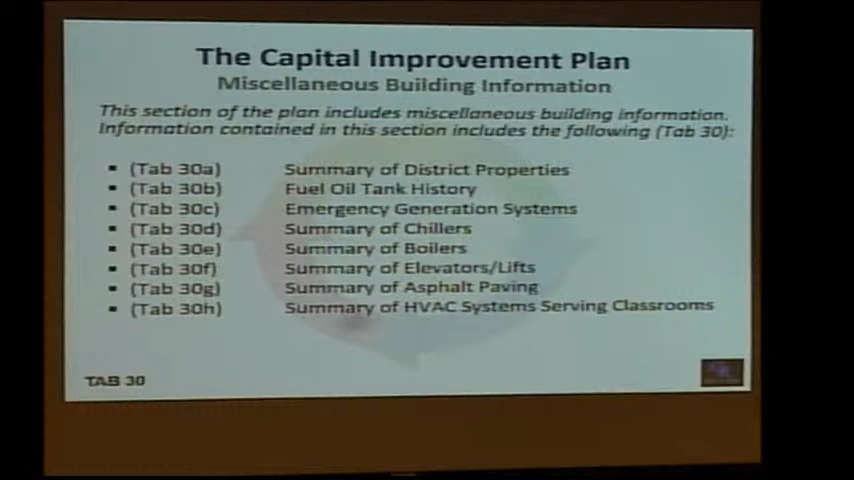 The Capital Improvement Plan
Miscellaneous Building Information
This section of the plan includes miscellaneous building information.
Information contained in this section includes the following (Tab 30):
▪ (Tab 30a) Summary of District Properties
▪ (Tab 30b) Fuel Oil Tank History
▪ (Tab 30c) Emergency Generation Systems
▪ (Tab 30d) Summary of Chillers
▪ (Tab 30e) Summary of Boilers
▪ (Tab 30f) Summary of Elevators/Lifts
▪ (Tab 30g) Summary of Asphalt Paving
▪ (Tab 30h) Summary of HVAC Systems Serving Classrooms
TAB 30